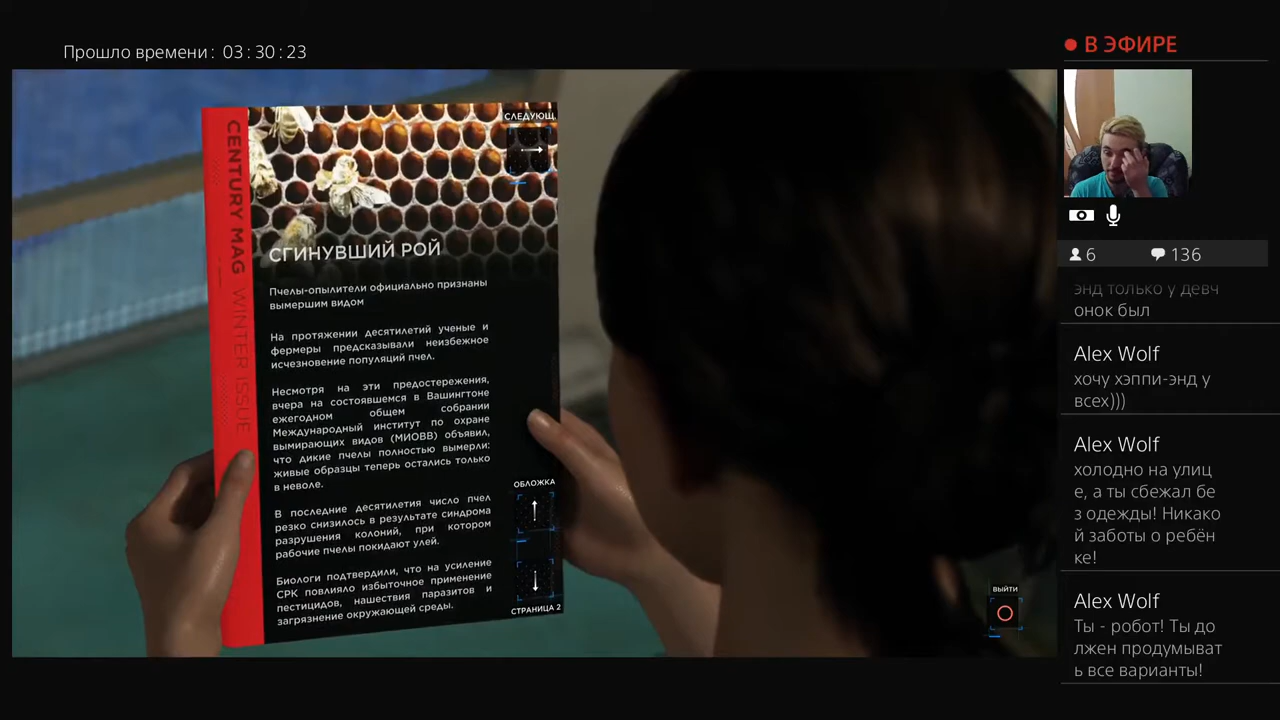 Прошло времени: 03:30:23
В ЭФИРЕ
CENTURY MAG WINTER ISSUE
СЛЕДУЮЩ.
СГИНУВШИЙ РОЙ
Пчелы-опылители официально признаны
вымершим видом
На протяжении десятилетий ученые и
фермеры предсказывали неизбежное
исчезновение популяций пчел.
Несмотря на эти предостережения,
вчера на состоявшемся в Вашингтоне
ежегодном общем собрании
Международный институт по охране
вымирающих видов (МИОВВ) объявил,
что дикие пчелы полностью вымерли:
живые образцы теперь остались только
в неволе.
В последние десятилетия число пчел
резко снизилось в результате синдрома
разрушения колоний, при котором
рабочие пчелы покидают улей.
Биологи подтвердили, что на усиление
СРК повлияло избыточное применение
пестицидов, нашествия паразитов и
загрязнение окружающей среды.
ОБЛОЖКА
СТРАНИЦА 2
ВЫЙТИ
6
136
энд только у девч
онок был
Alex Wolf
хочу хэппи-энд у
всех)))
Alex Wolf
холодно на улиц
е, а ты сбежал бе
з одежды! Никако
й заботы о ребён
ке!
Alex Wolf
Ты - робот! Ты до
лжен продумыват
ь все варианты!